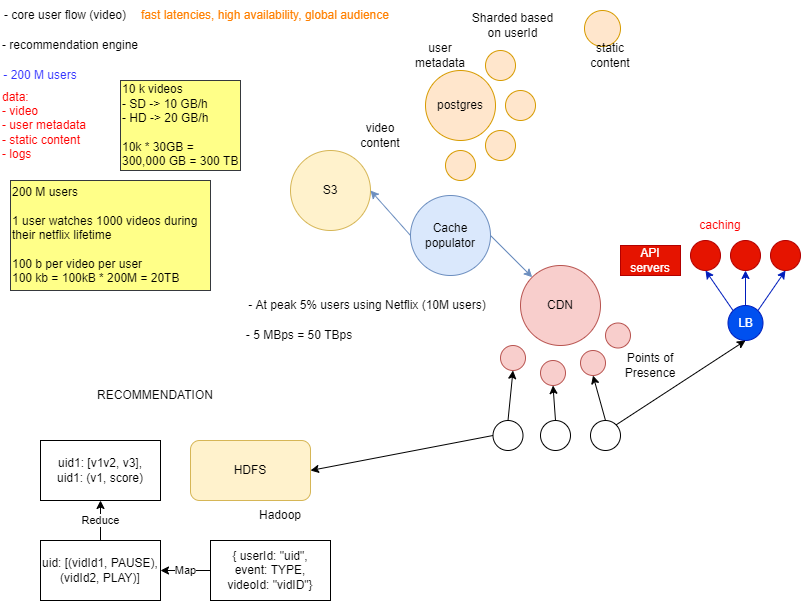 - core user flow (video)
fast latencies, high availability, global audience
- recommendation engine
- 200 M users
data:
- video
- user metadata
- static content
- logs
10 k videos
- SD -> 10 GB/h
- HD -> 20 GB/h
10k * 30GB =
300,000 GB = 300 TB
200 M users
1 user watches 1000 videos during
their netflix lifetime
100 b per video per user
100 kb = 100kB * 200M = 20TB
user
metadata
Sharded based
on userId
static
content
postgres
video
content
S3
Cache
populator
CDN
caching
API
servers
LB
- At peak 5% users using Netflix (10M users)
- 5 MBps = 50 TBps
Points of
Presence
RECOMMENDATION
uid1: [v1v2, v3],
uid1: (v1, score)
HDFS
Hadoop
Reduce
uid: [(vidId1, PAUSE),
(vidId2, PLAY)]
Map
{ userId: "uid",
event: TYPE,
videoId: "vidID"}